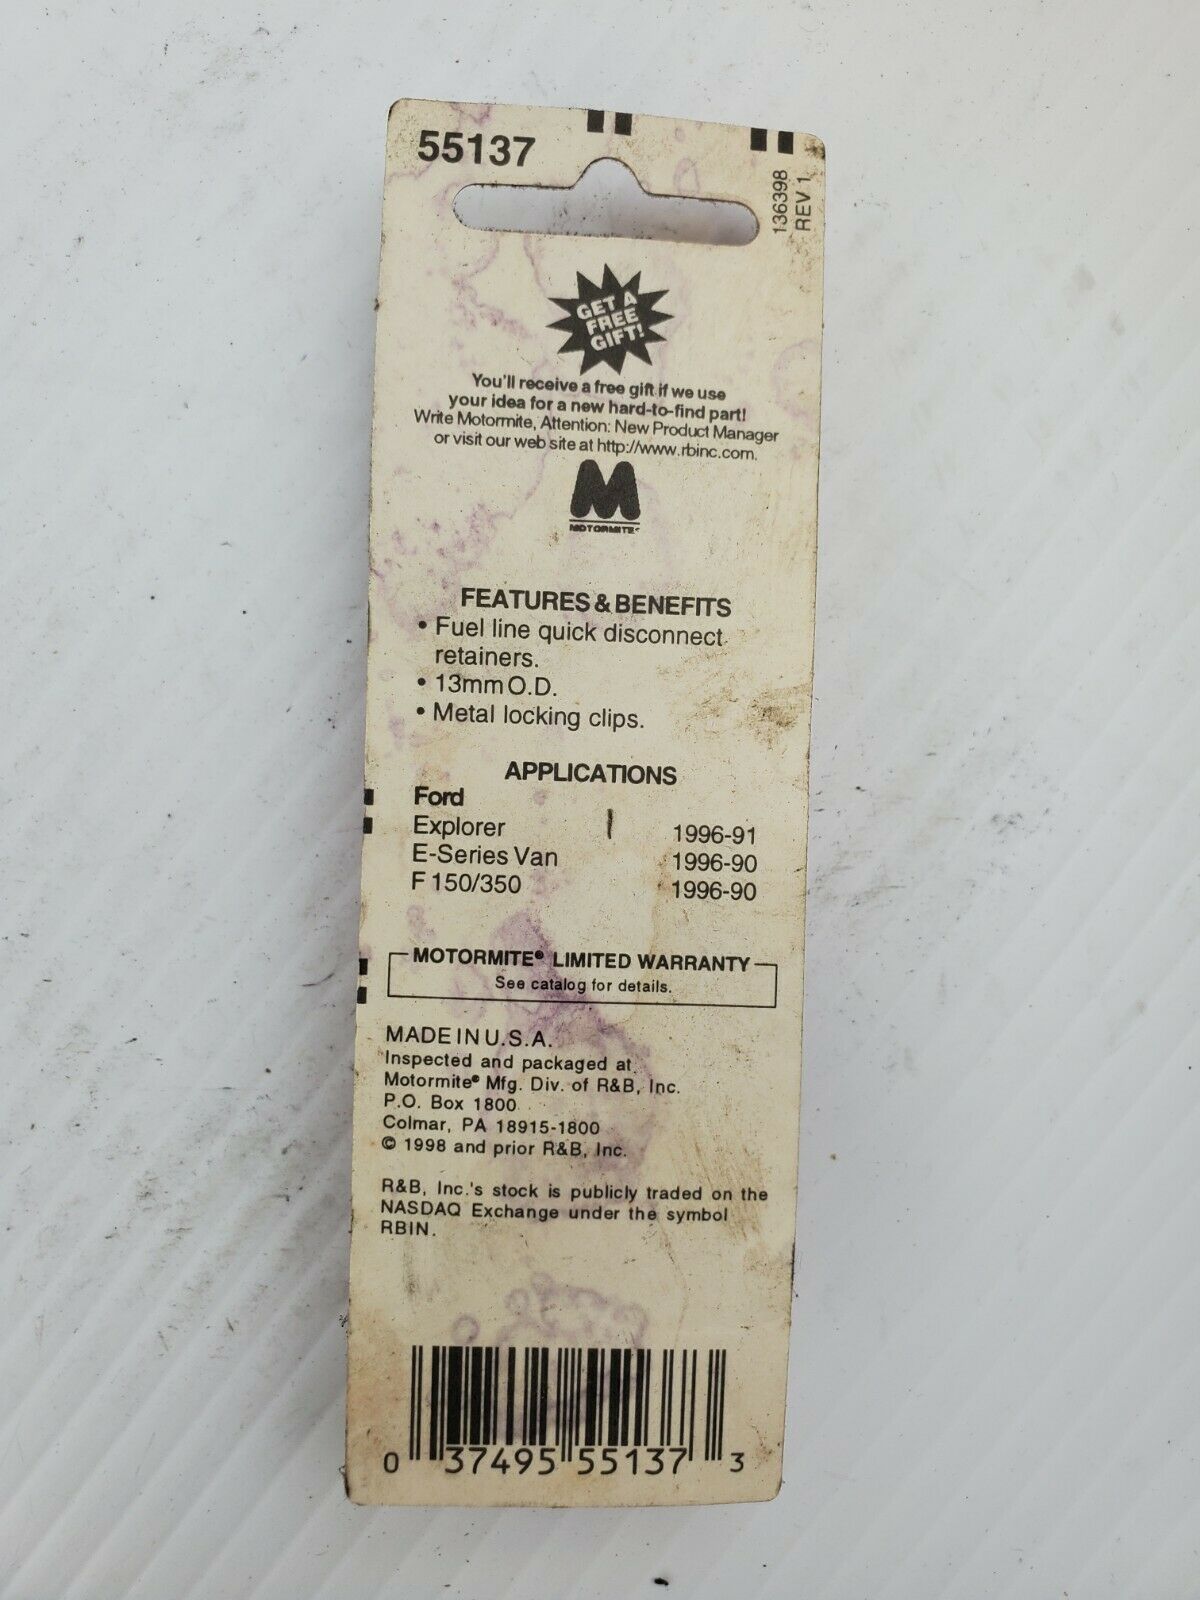 55137
136398
REV 1
GET A
FREE
GIFT!
You'll receive a free gift if we use
your idea for a new hard-to-find part!
Write Motormite, Attention: New Product Manager
or visit our web site at http://www.rbinc.com.
M
MOTORMITE®
FEATURES & BENEFITS
• Fuel line quick disconnect
retainers.
• 13mm O.D.
• Metal locking clips.
APPLICATIONS
Ford
Explorer 1996-91
E-Series Van 1996-90
F 150/350 1996-90
MOTORMITE® LIMITED WARRANTY
See catalog for details.
MADE IN U.S.A.
Inspected and packaged at
Motormite® Mfg. Div. of R&B, Inc.
P.O. Box 1800
Colmar, PA 18915-1800
© 1998 and prior R&B, Inc.
R&B, Inc.'s stock is publicly traded on the
NASDAQ Exchange under the symbol
RBIN.
0 37495 55137 3